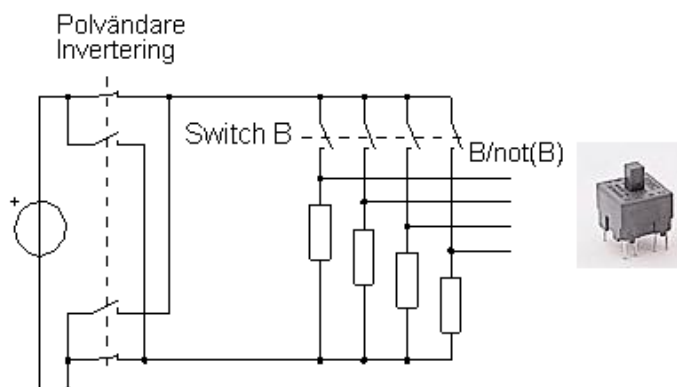 Polvändare
Invertering
Switch B
B/not(B)
+